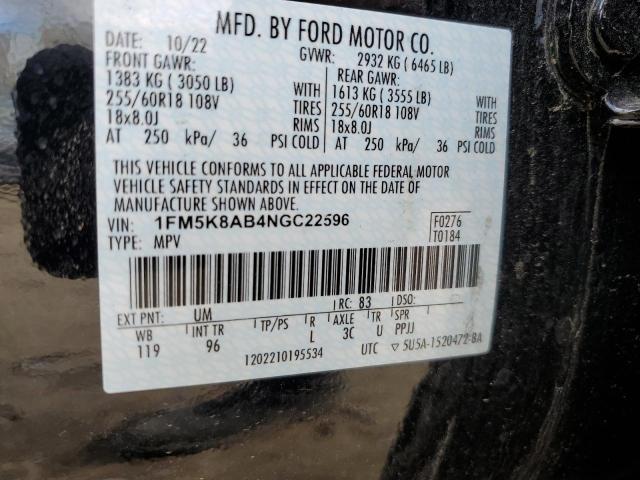 MFD. BY FORD MOTOR CO.
DATE: 10/22 GVWR: 2932 KG ( 6465 LB)
FRONT GAWR: REAR GAWR:
1383 KG ( 3050 LB) WITH 1613 KG ( 3555 LB) WITH
255/60R18 108V TIRES 255/60R18 108V TIRES
18x8.0J RIMS 18x8.0J RIMS
AT 250 kPa/ 36 PSI COLD AT 250 kPa/ 36 PSI COLD
THIS VEHICLE CONFORMS TO ALL APPLICABLE FEDERAL MOTOR
VEHICLE SAFETY STANDARDS IN EFFECT ON THE DATE OF
MANUFACTURE SHOWN ABOVE.
VIN: 1FM5K8AB4NGC22596 F0276
TYPE: MPV T0184
EXT PNT: UM RC: 83 DSO:
WB INT TR TP/PS R AXLE TR SPR
119 96 L 3C U PPJJ
1202210195534 UTC ▽ 5U5A-1520472-BA